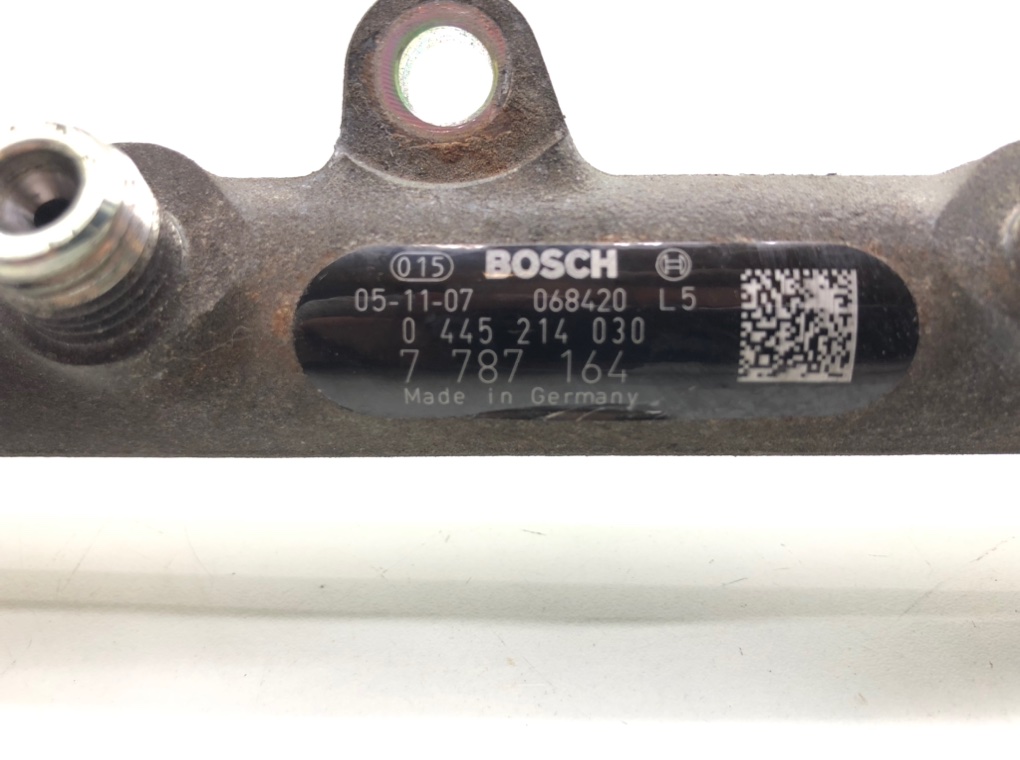 015 BOSCH
05-11-07 068420 L5
0 445 214 030
7 787 164
Made in Germany